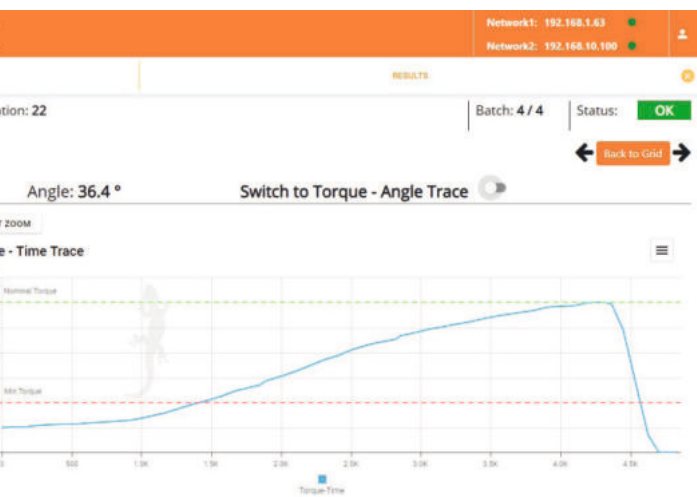 Network1: 192.168.1.63
Network2: 192.168.10.100
RESULTS
ation: 22
Batch: 4 / 4
Status:
OK
Back to Grid
Angle: 36.4 °
Switch to Torque - Angle Trace
T ZOOM
e - Time Trace
Nominal Torque
Min Torque
0 500 1.0K 1.5K 2.0K 2.5K 3.0K 3.5K 4.0K 4.5K
Torque-Time